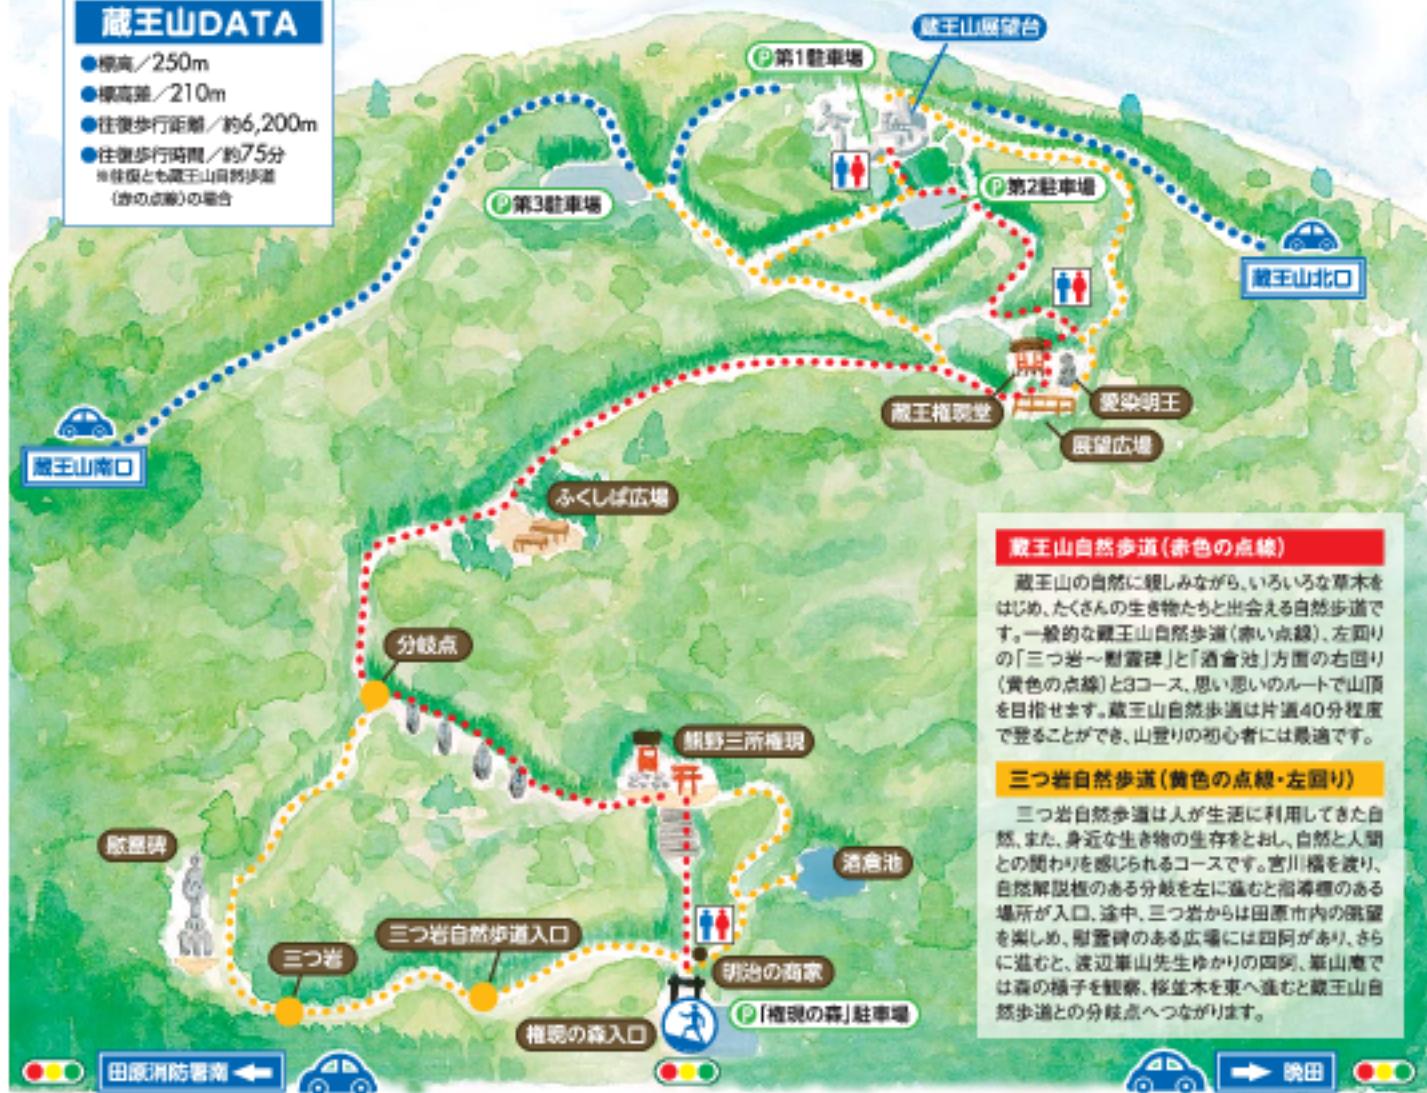 蔵王山DATA
●標高／250m
●標高差／210m
●往復歩行距離／約6,200m
●往復歩行時間／約75分
※往復とも蔵王山自然歩道
（赤の点線）の場合
蔵王山展望台
P第1駐車場
P第2駐車場
P第3駐車場
蔵王山北口
蔵王山南口
蔵王権現堂
愛染明王
展望広場
ふくしば広場
分岐点
熊野三所権現
慰霊碑
酒倉池
三つ岩自然歩道入口
三つ岩
明治の商家
権現の森入口
P「権現の森」駐車場
田原消防署南
晩田
蔵王山自然歩道（赤色の点線）
蔵王山の自然に親しみながら、いろいろな草木を
はじめ、たくさんの生き物たちと出会える自然歩道で
す。一般的な蔵王山自然歩道（赤い点線）、左回り
の「三つ岩～慰霊碑」と「酒倉池」方面の右回り
（黄色の点線）と3コース、思い思いのルートで山頂
を目指せます。蔵王山自然歩道は片道40分程度
で登ることができ、山登りの初心者には最適です。
三つ岩自然歩道（黄色の点線・左回り）
三つ岩自然歩道は人が生活に利用してきた自
然、また、身近な生き物の生存をとおし、自然と人間
との関わりを感じられるコースです。宮川橋を渡り、
自然解説板のある分岐を左に進むと指導標のある
場所が入口、途中、三つ岩からは田原市内の眺望
を楽しめ、慰霊碑のある広場には四阿があり、さら
に進むと、渡辺崋山先生ゆかりの四阿、崋山庵で
は森の様子を観察、桜並木を東へ進むと蔵王山自
然歩道との分岐点へつながります。